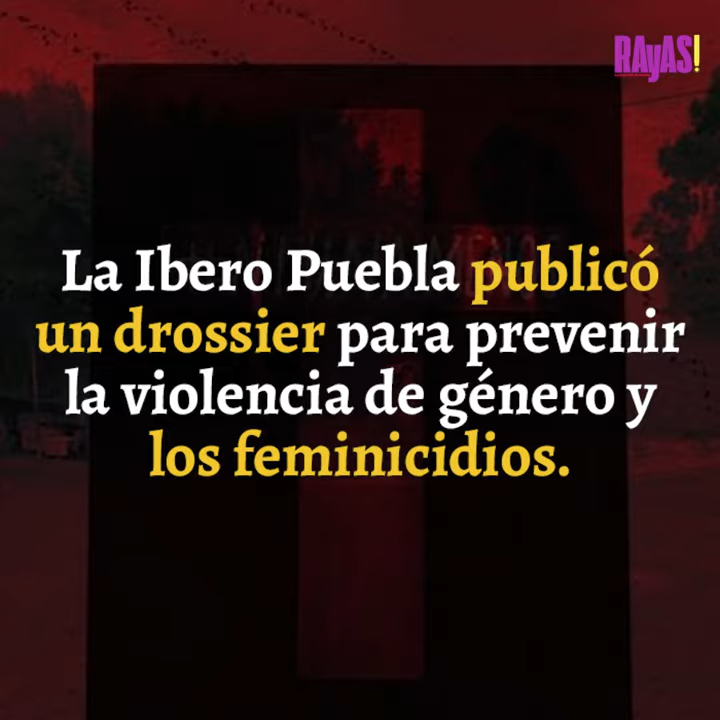 RAyAS!
La Ibero Puebla publicó
un drossier para prevenir
la violencia de género y
los feminicidios.